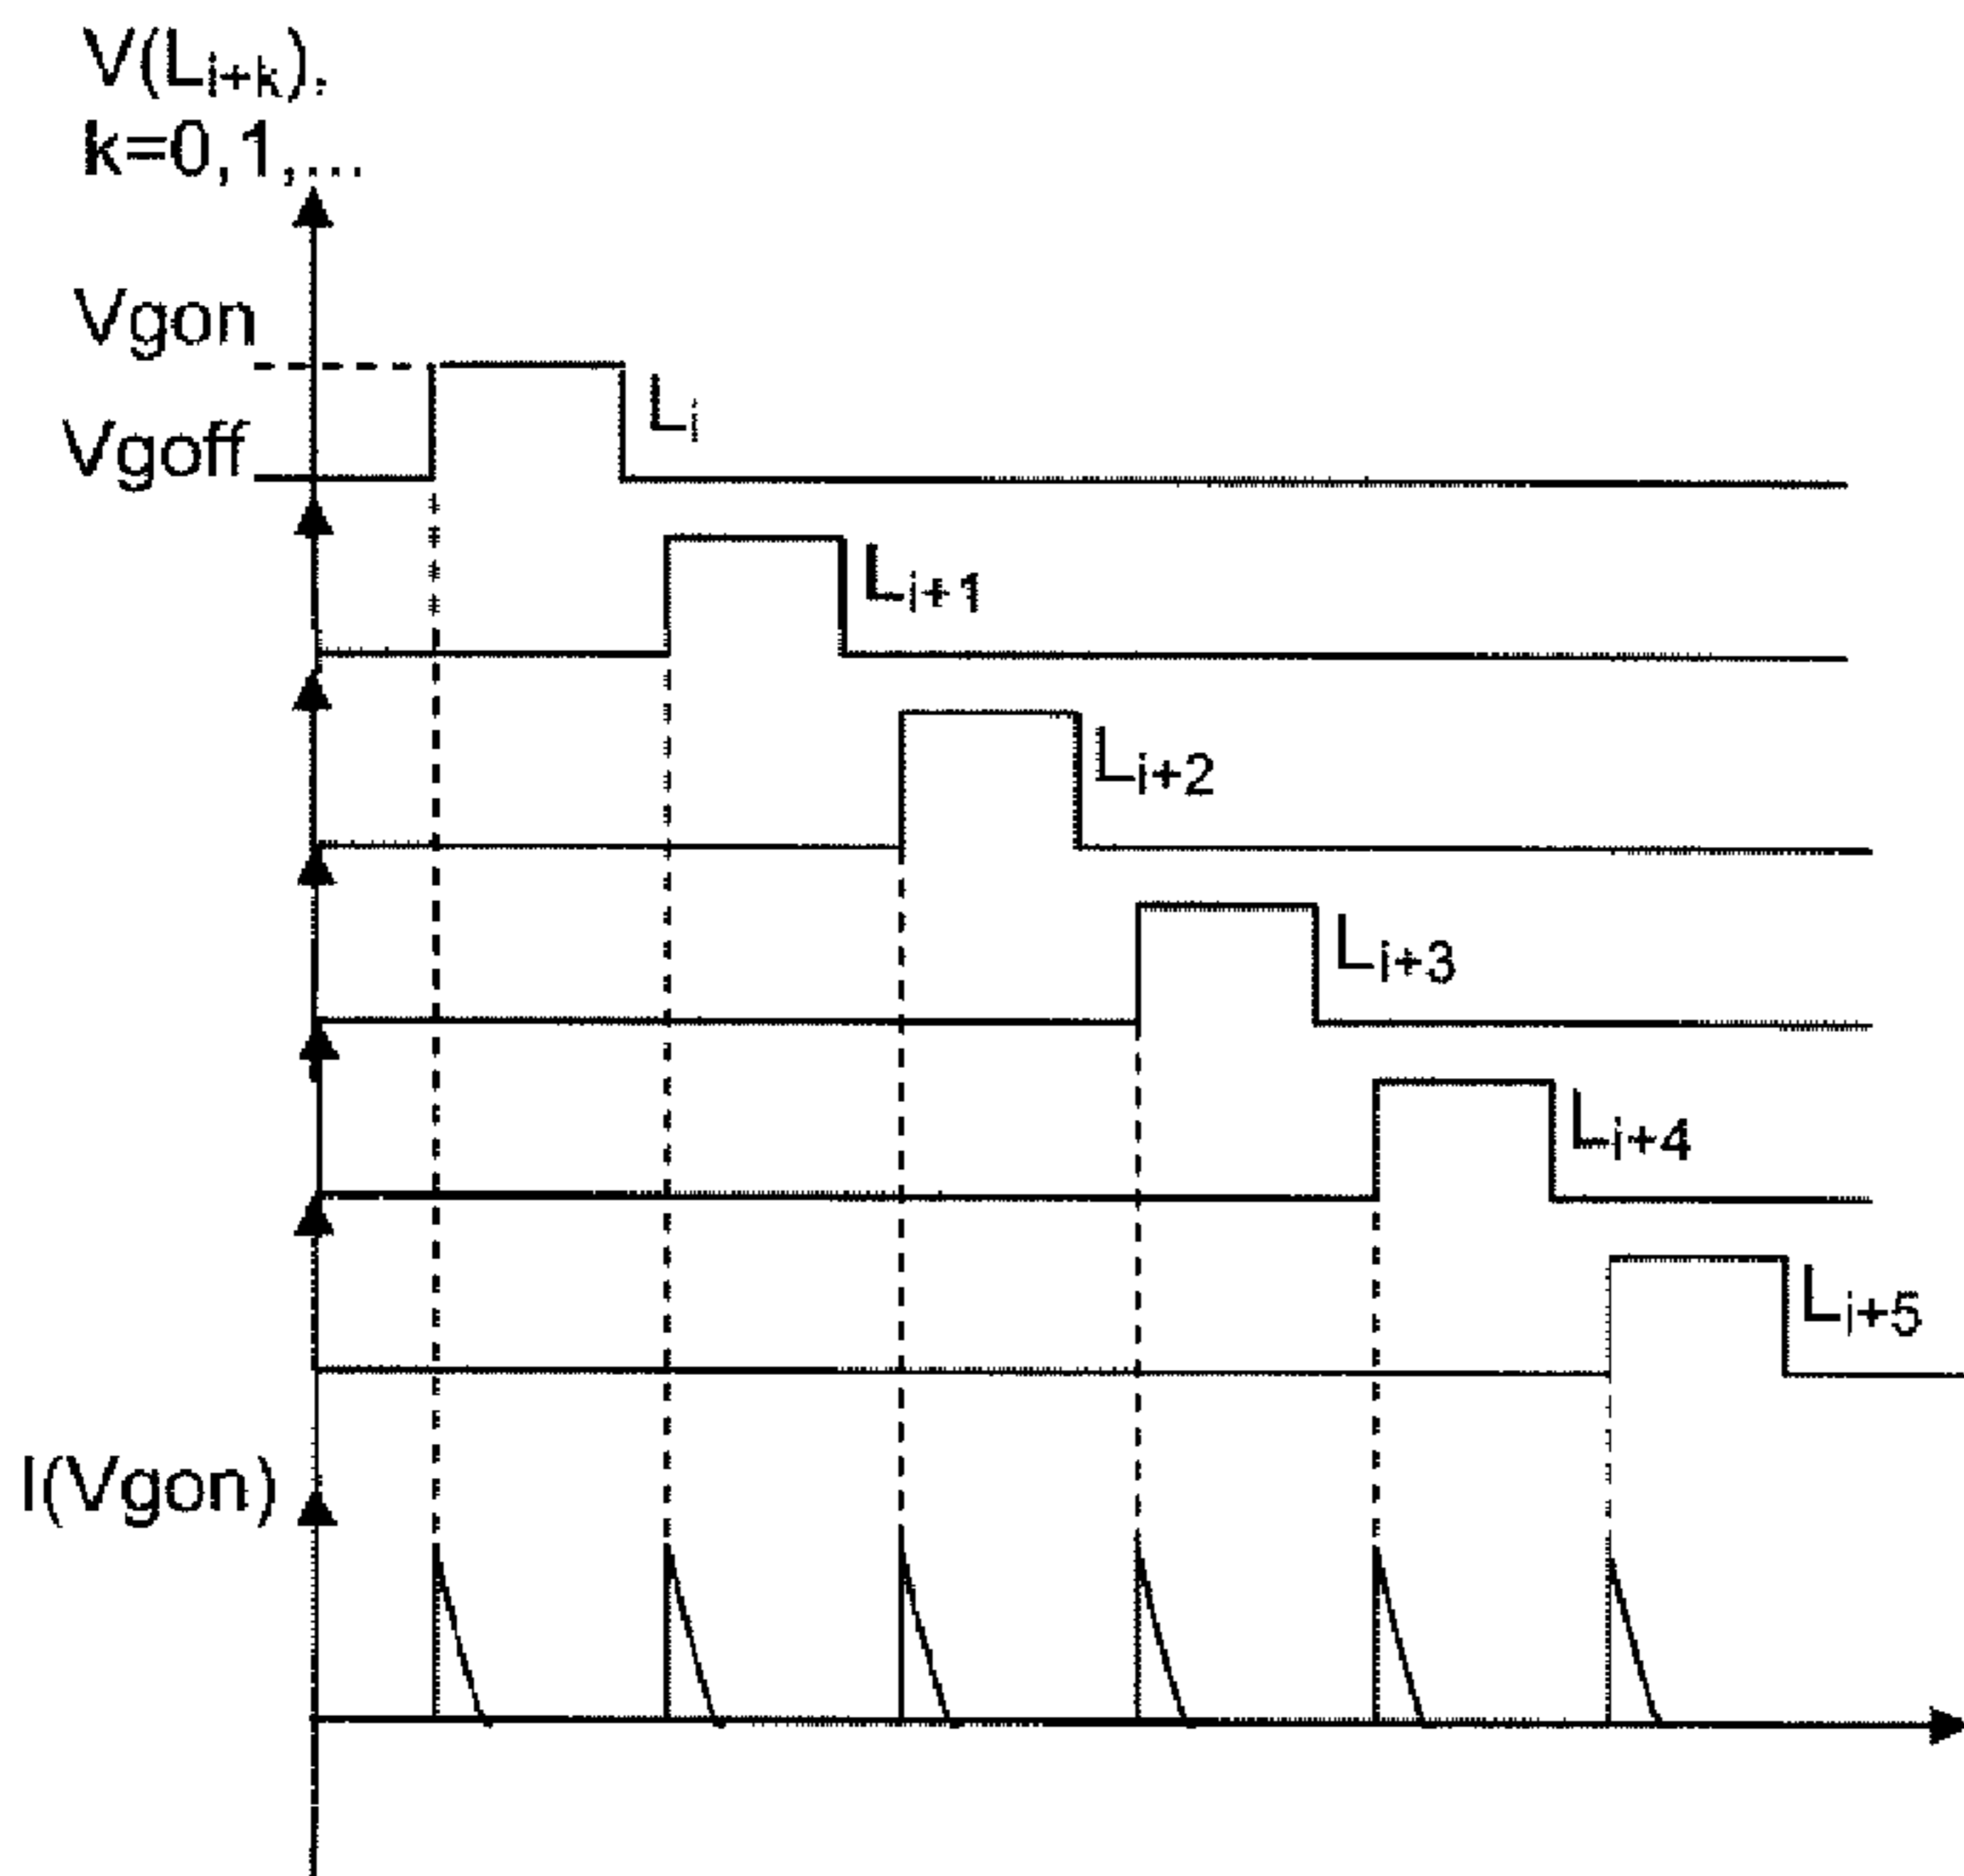 V(Li+k),
k=0,1,...
Vgon
Vgoff
Li
Li+1
Li+2
Li+3
Li+4
Li+5
I(Vgon)